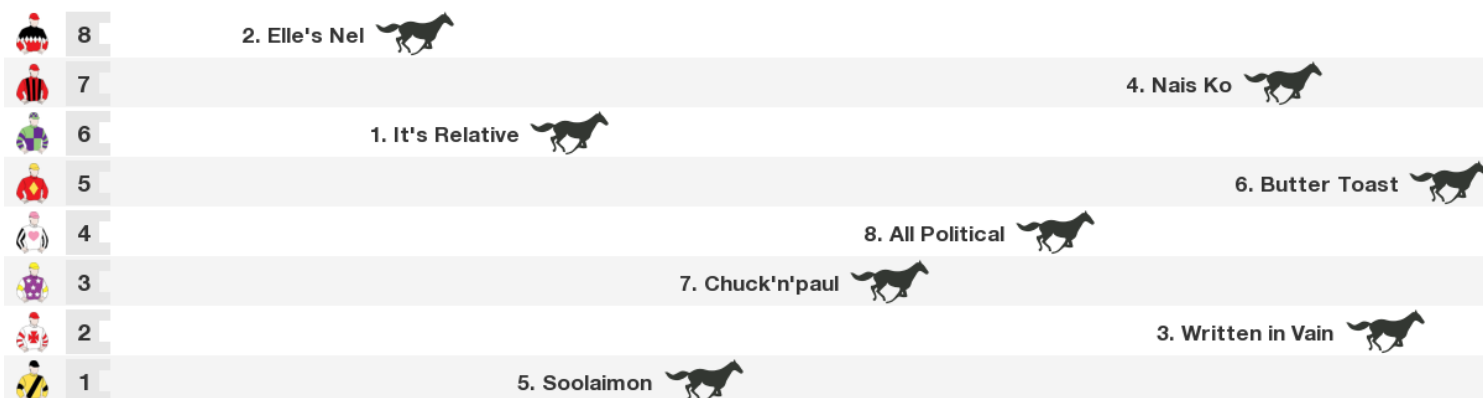 8 2. Elle's Nel
7 4. Nais Ko
6 1. It's Relative
5 6. Butter Toast
4 8. All Political
3 7. Chuck'n'paul
2 3. Written in Vain
1 5. Soolaimon